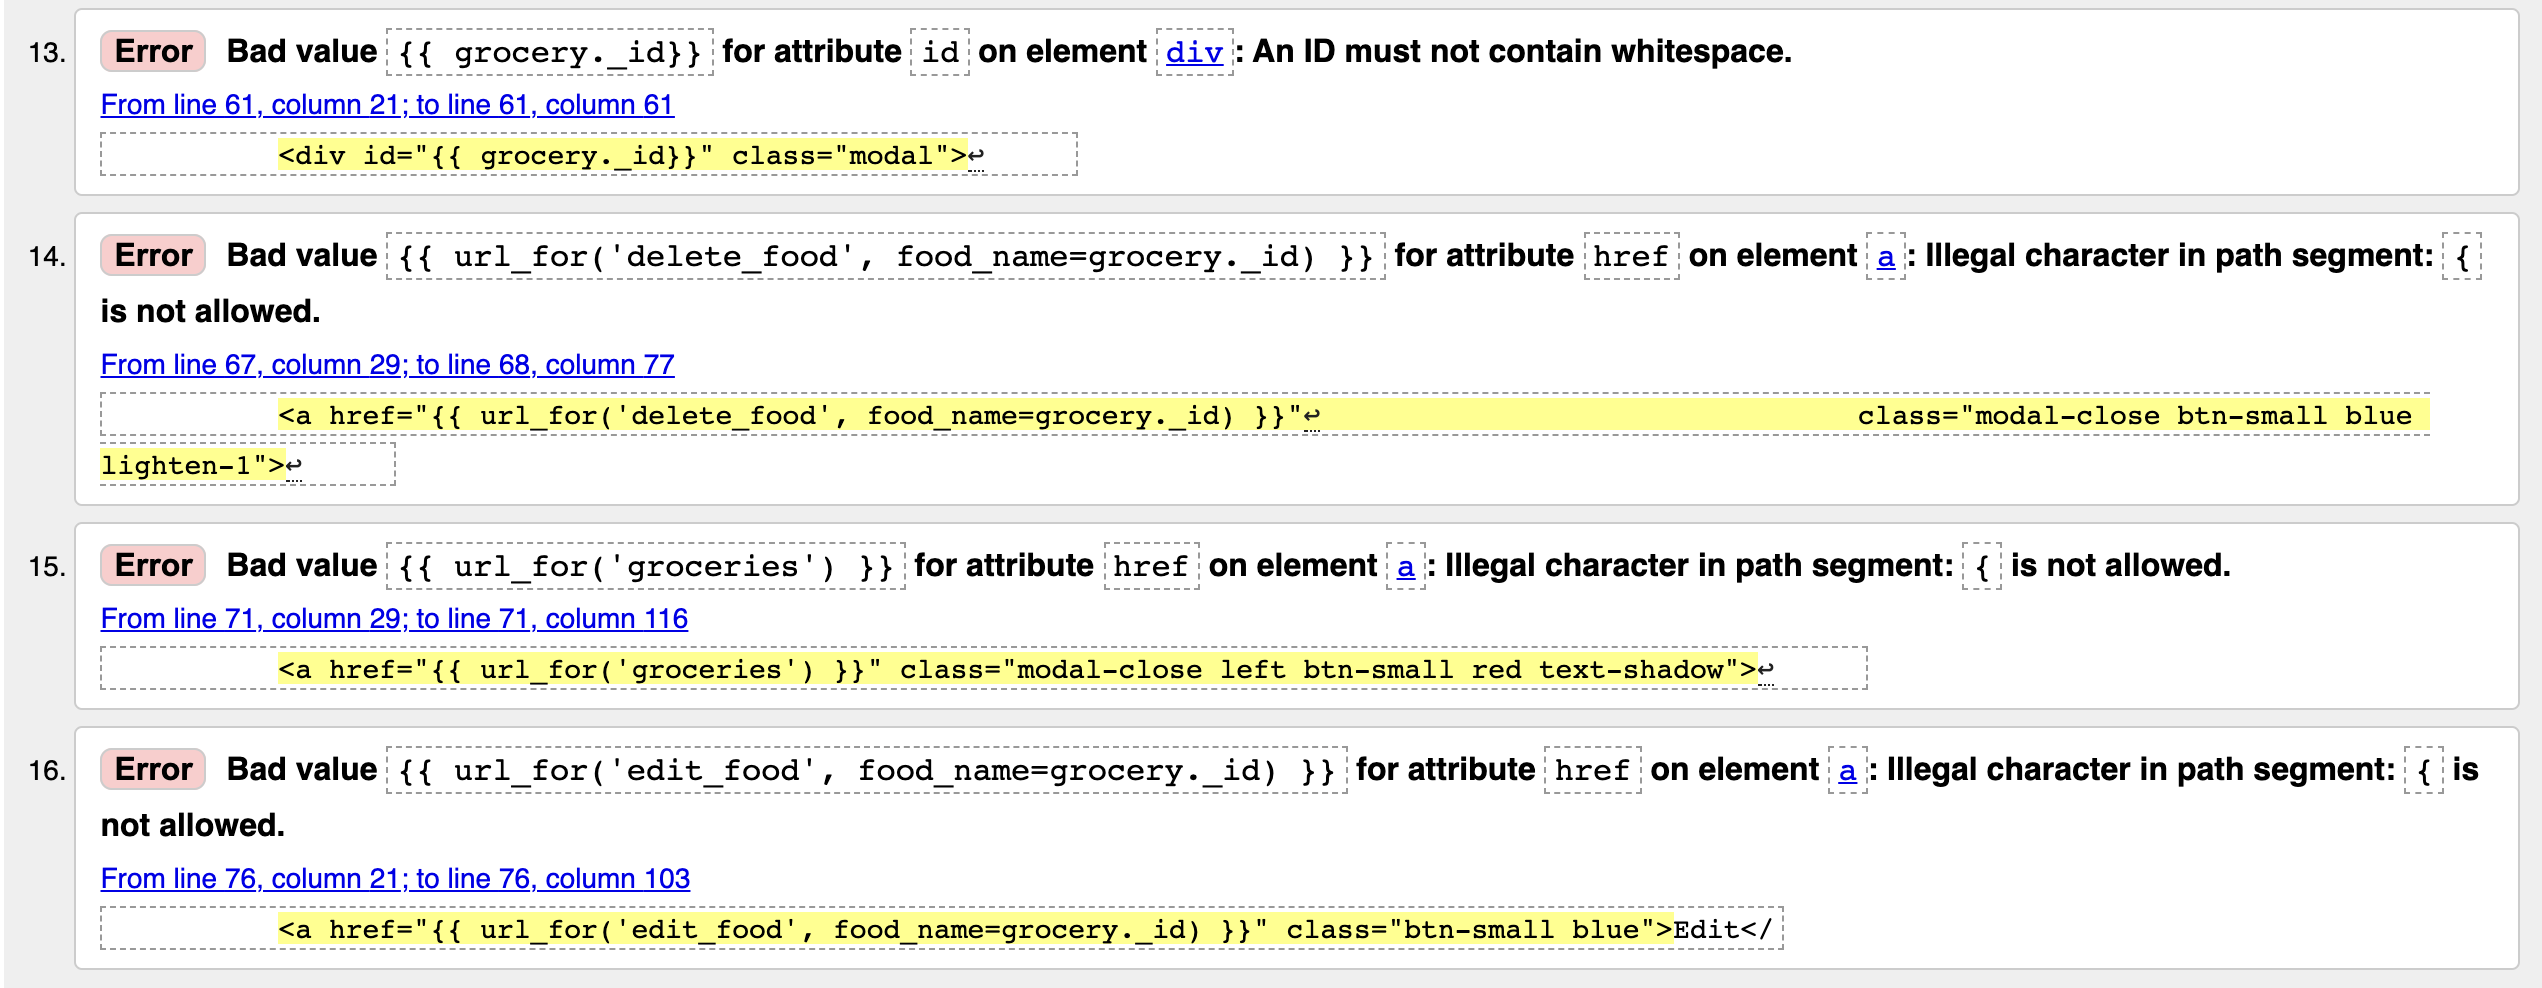 13. Error Bad value {{ grocery._id}} for attribute id on element div: An ID must not contain whitespace.
From line 61, column 21; to line 61, column 61
<div id="{{ grocery._id}}" class="modal">↩
14. Error Bad value {{ url_for('delete_food', food_name=grocery._id) }} for attribute href on element a: Illegal character in path segment: {
is not allowed.
From line 67, column 29; to line 68, column 77
<a href="{{ url_for('delete_food', food_name=grocery._id) }}"↩ class="modal-close btn-small blue
lighten-1">↩
15. Error Bad value {{ url_for('groceries') }} for attribute href on element a: Illegal character in path segment: { is not allowed.
From line 71, column 29; to line 71, column 116
<a href="{{ url_for('groceries') }}" class="modal-close left btn-small red text-shadow">↩
16. Error Bad value {{ url_for('edit_food', food_name=grocery._id) }} for attribute href on element a: Illegal character in path segment: { is
not allowed.
From line 76, column 21; to line 76, column 103
<a href="{{ url_for('edit_food', food_name=grocery._id) }}" class="btn-small blue">Edit</